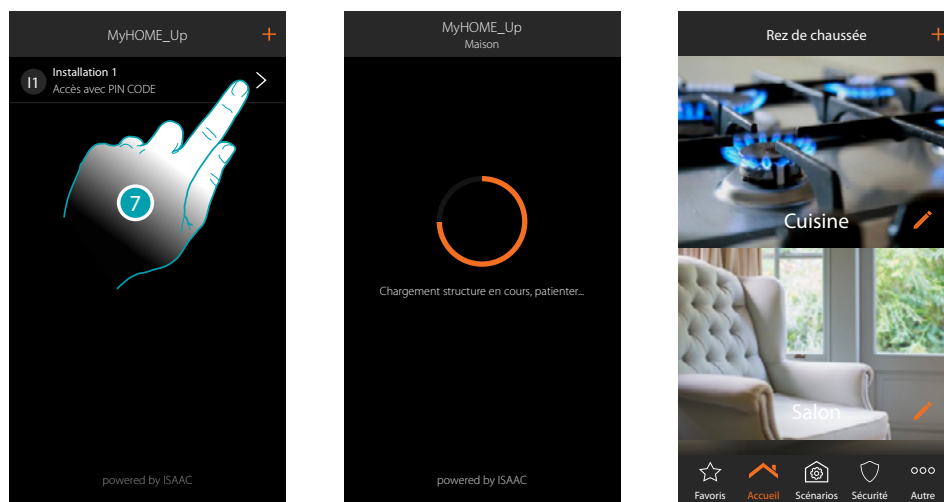 MyHOME_Up
+
I1
Installation 1
Accès avec PIN CODE
7
powered by ISAAC
MyHOME_Up
Maison
Chargement structure en cours, patienter...
powered by ISAAC
Rez de chaussée
+
Cuisine
Salon
Favoris
Accueil
Scénarios
Sécurité
Autre